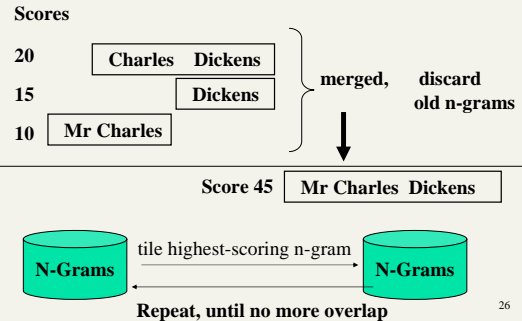 Scores
20 Charles Dickens
15 Dickens
10 Mr Charles
merged, discard
old n-grams
Score 45 Mr Charles Dickens
tile highest-scoring n-gram
N-Grams N-Grams
Repeat, until no more overlap
26